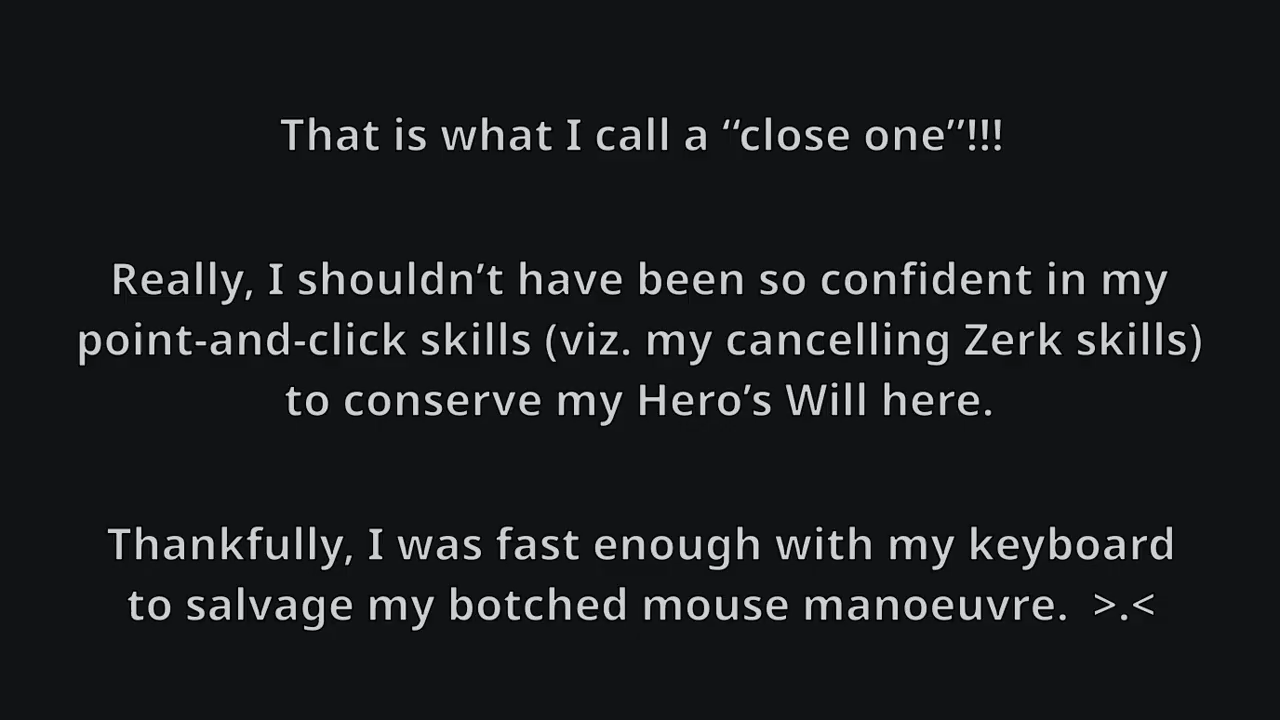 That is what I call a “close one”!!!
Really, I shouldn’t have been so confident in my
point-and-click skills (viz. my cancelling Zerk skills)
to conserve my Hero’s Will here.
Thankfully, I was fast enough with my keyboard
to salvage my botched mouse manoeuvre.  >.<